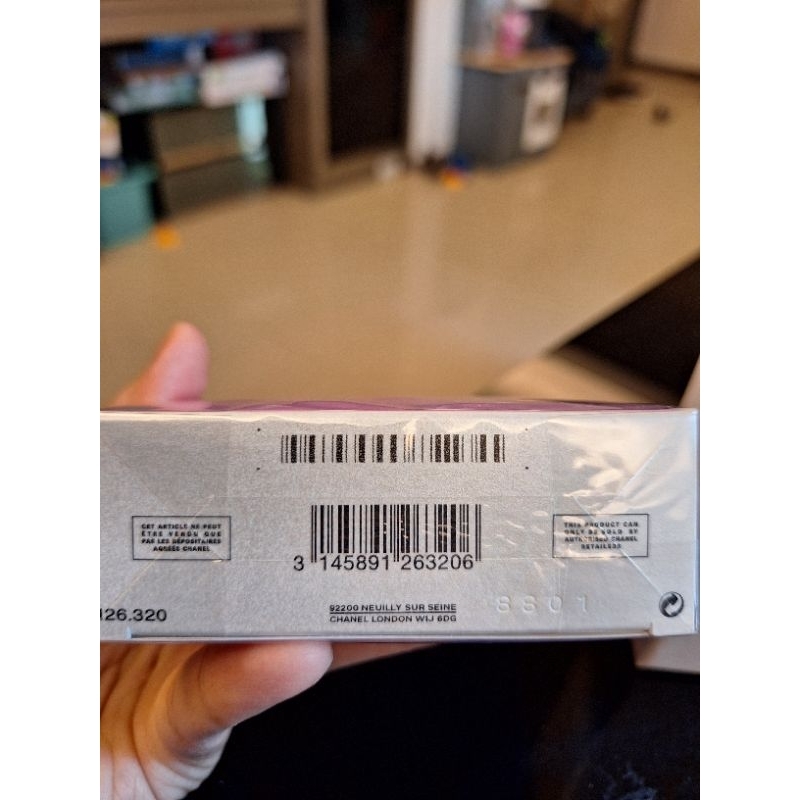 CET ARTICLE NE PEUT
ÊTRE VENDU QUE
PAR LES DÉPOSITAIRES
AGRÉÉS CHANEL
3 145891 263206
THIS PRODUCT CAN
ONLY BE SOLD BY
AUTHORISED CHANEL
RETAILERS
126.320
92200 NEUILLY SUR SEINE
CHANEL LONDON W1J 6DG
8801